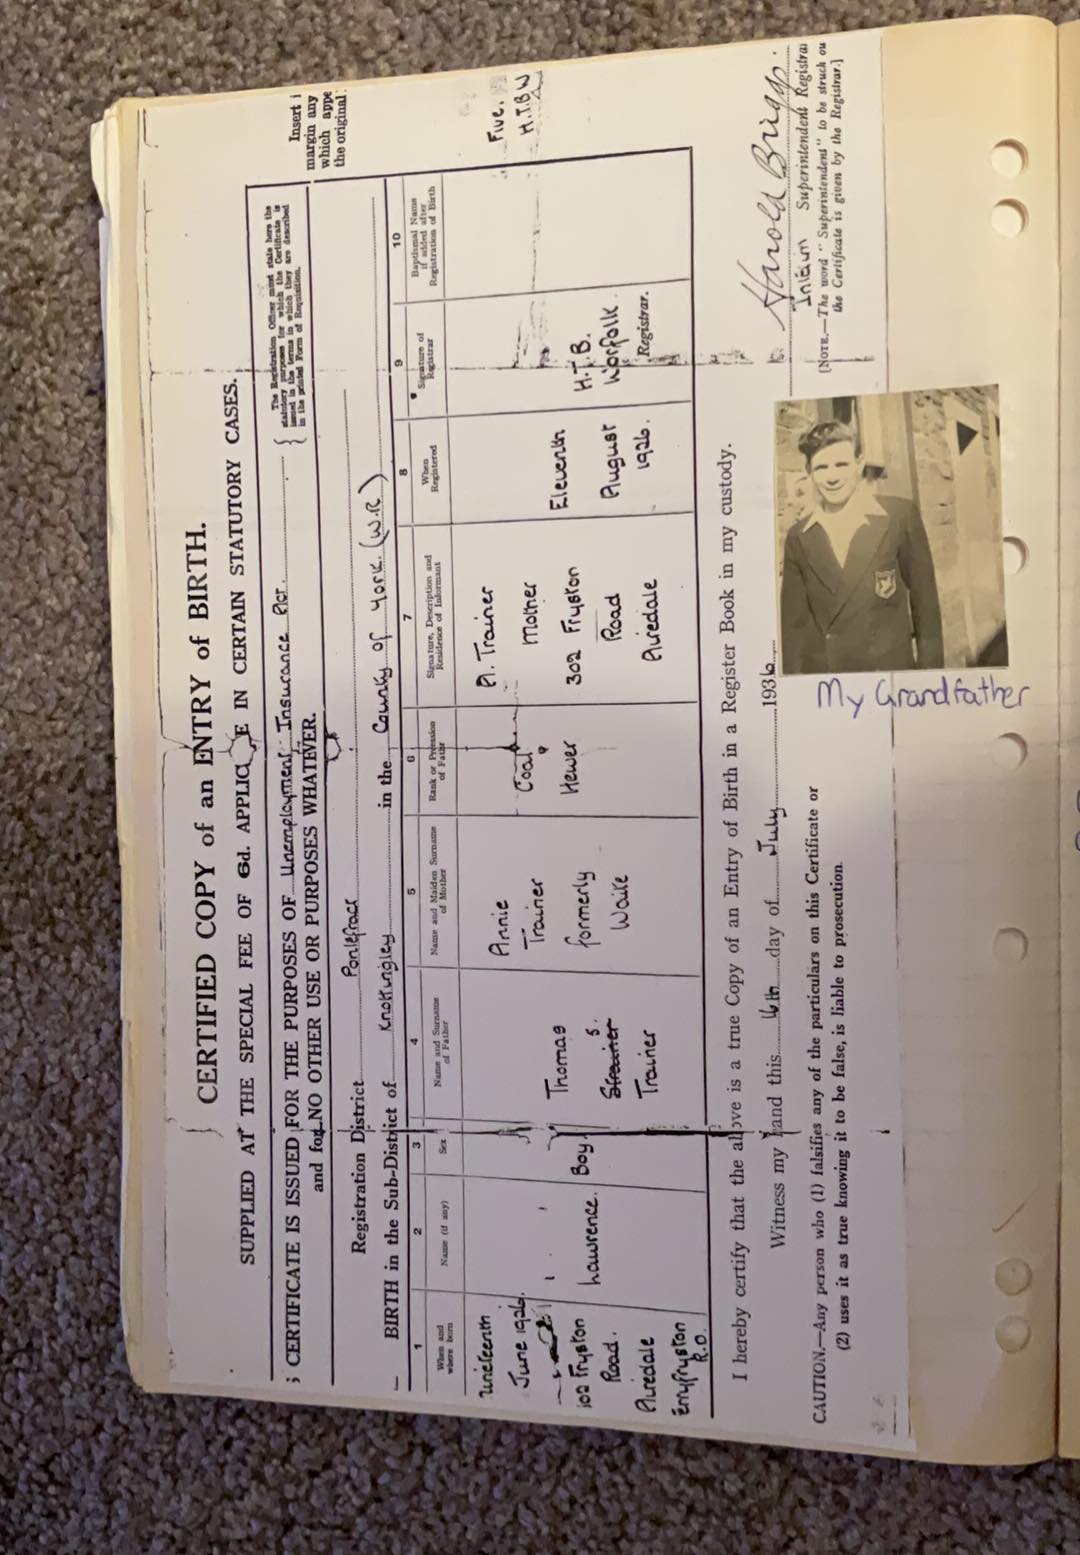 CERTIFIED COPY of an ENTRY of BIRTH.
SUPPLIED AT THE SPECIAL FEE OF 6d. APPLIC E IN CERTAIN STATUTORY CASES.
S CERTIFICATE IS ISSUED FOR THE PURPOSES OF Unemployment Insurance Act.
and for NO OTHER USE OR PURPOSES WHATEVER.
The Registration Officer must state here the
statutory purposes for which the Certificate is
issued in the terms in which they are described
in the printed Form of Requisition.
Insert i
margin any
which appe
the original
Registration District Pontefract
BIRTH in the Sub-District of Knottingley in the County of York. (W.R)
1 2 3 4 5 6 7 8 9 10
When and
where born
Name (if any)
Sex
Name and Surname
of Father
Name and Maiden Surname
of Mother
Rank or Profession
of Father
Signature, Description and
Residence of Informant
When
Registered
Signature of
Registrar
Baptismal Name
if added after
Registration of Birth
Nineteenth
June 1926.
102 Fryston
Road.
Airedale
Ferryfryston
R.D.
Lawrence.
Boy.
Thomas
S.
Strainer
Trainer
Annie
Trainer
formerly
Waite
Coal
Hewer
A. Trainer
Mother
302 Fryston
Road
Airedale
Eleventh
August
1926.
H.T.B.
Worfolk
Registrar.
Five.
H.T.B.W
I hereby certify that the above is a true Copy of an Entry of Birth in a Register Book in my custody.
Witness my hand this 16th day of July 1936
CAUTION.—Any person who (1) falsifies any of the particulars on this Certificate or
(2) uses it as true knowing it to be false, is liable to prosecution.
Harold Briggs.
Interim Superintendent Registrar
[NOTE.—The word "Superintendent" to be struck ou
the Certificate is given by the Registrar.]
My Grandfather